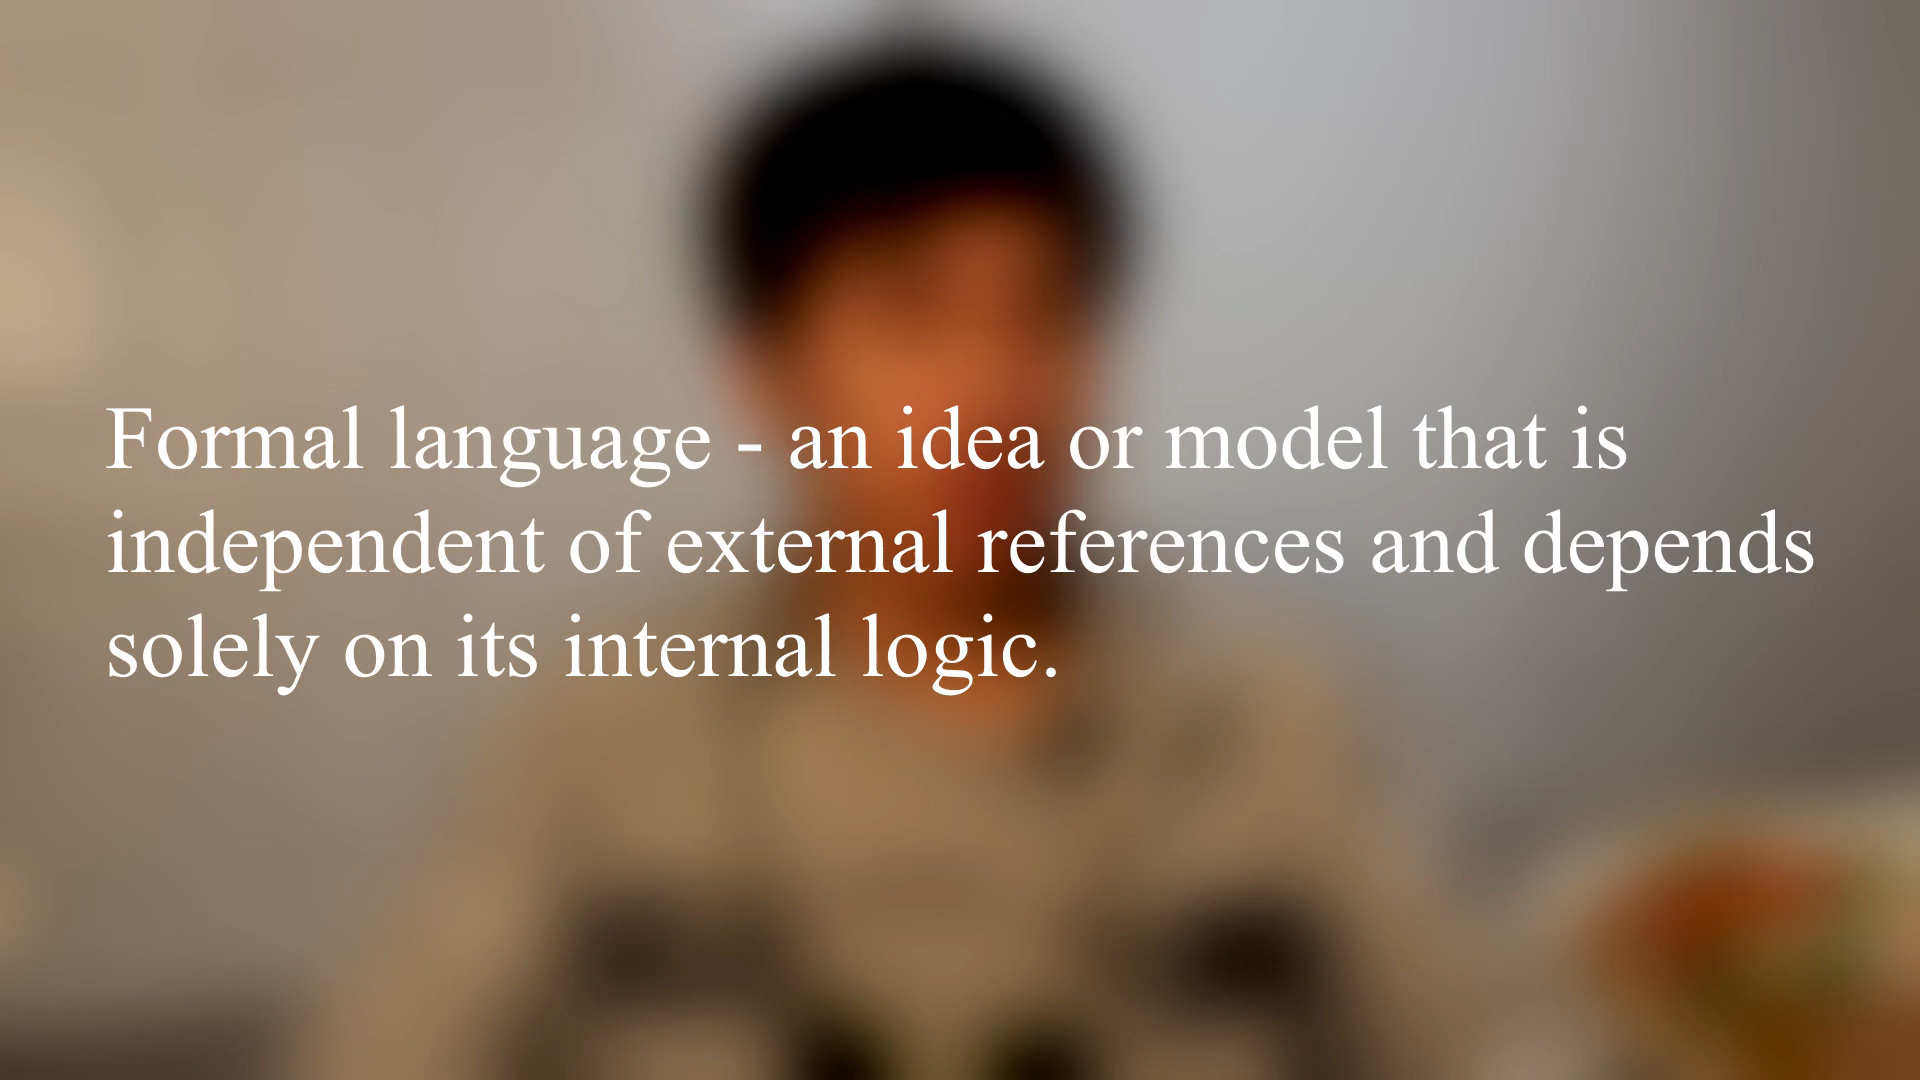 Formal language - an idea or model that is
independent of external references and depends
solely on its internal logic.